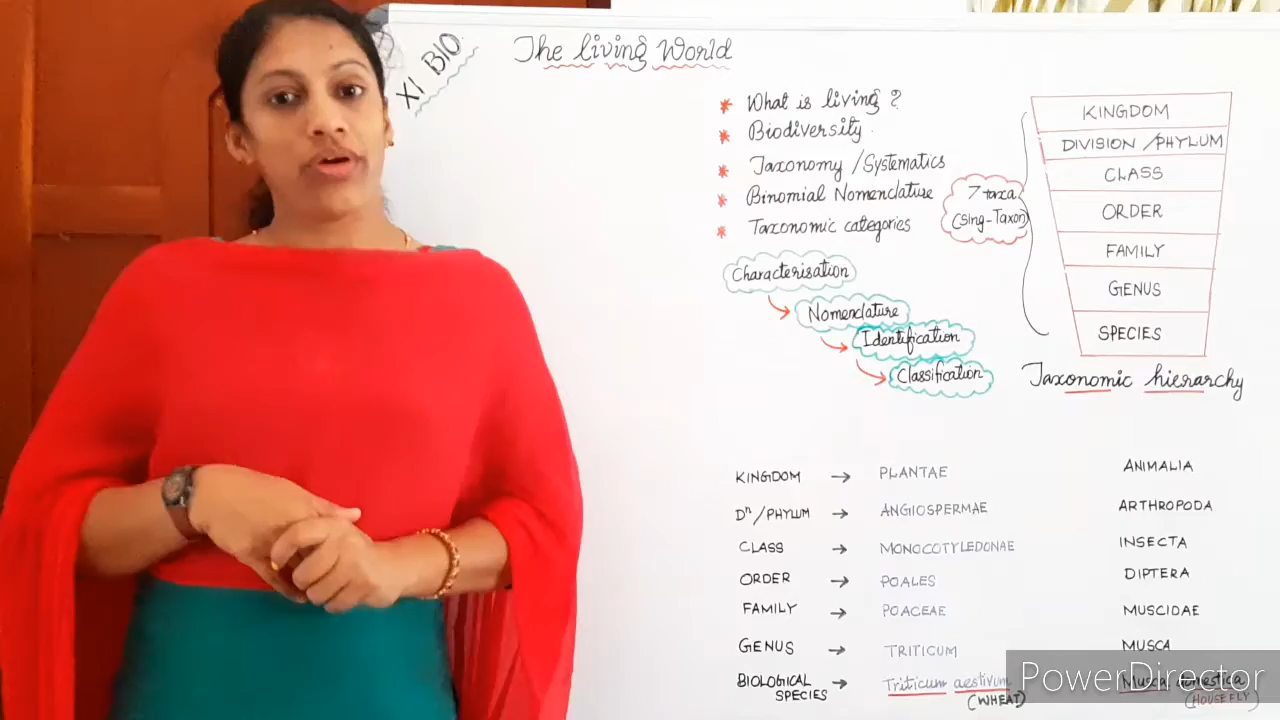 XI BIO.
The living World
* What is living?
* Biodiversity.
* Taxonomy/Systematics
* Binomial Nomenclature
* Taxonomic categories
Characterisation
Nomenclature
Identification
Classification
7 taxa
(Sing-Taxon)
KINGDOM
DIVISION/PHYLUM
CLASS
ORDER
FAMILY
GENUS
SPECIES
Taxonomic hierarchy
KINGDOM → PLANTAE ANIMALIA
Dn/PHYLUM → ANGIOSPERMAE ARTHROPODA
CLASS → MONOCOTYLEDONAE INSECTA
ORDER → POALES DIPTERA
FAMILY → POACEAE MUSCIDAE
GENUS → TRITICUM MUSCA
BIOLOGICAL SPECIES → Triticum aestivum Musca domestica
(WHEAT) (HOUSEFLY)
PowerDirector